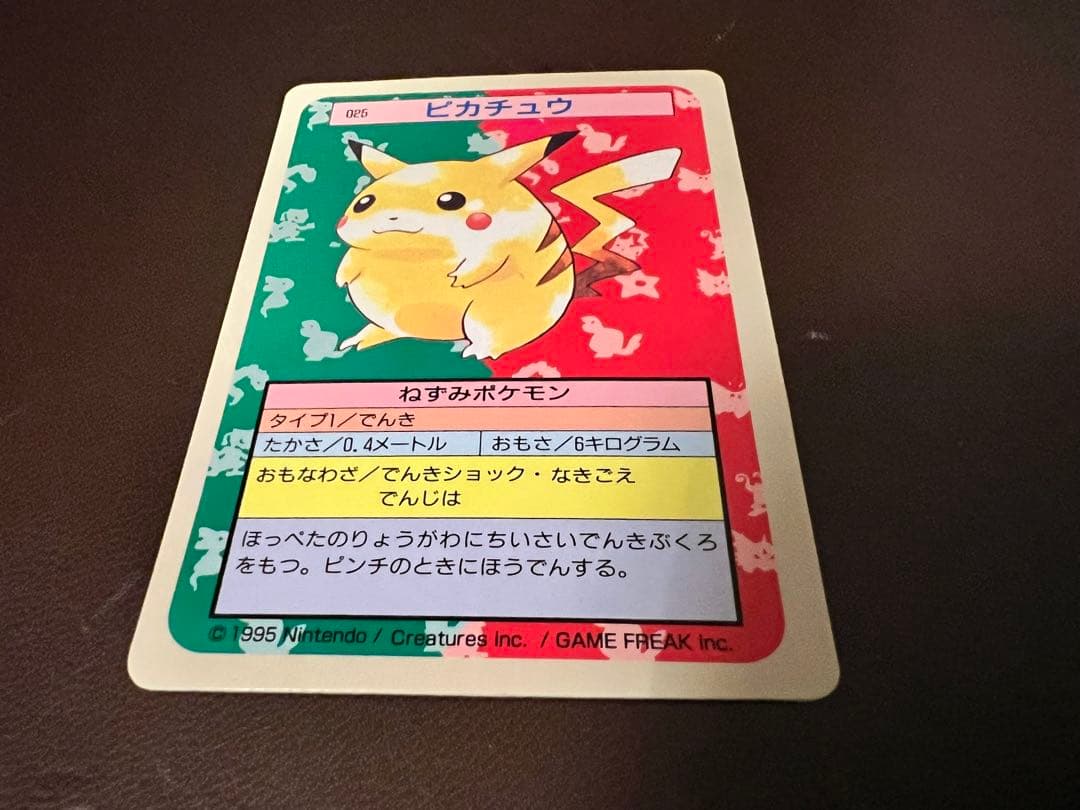 025 ピカチュウ
ねずみポケモン
タイプ1/でんき
たかさ/0.4メートル おもさ/6キログラム
おもなわざ/でんきショック・なきごえ
でんじは
ほっぺたのりょうがわにちいさいでんきぶくろ
をもつ。ピンチのときにほうでんする。
© 1995 Nintendo / Creatures Inc. / GAME FREAK Inc.